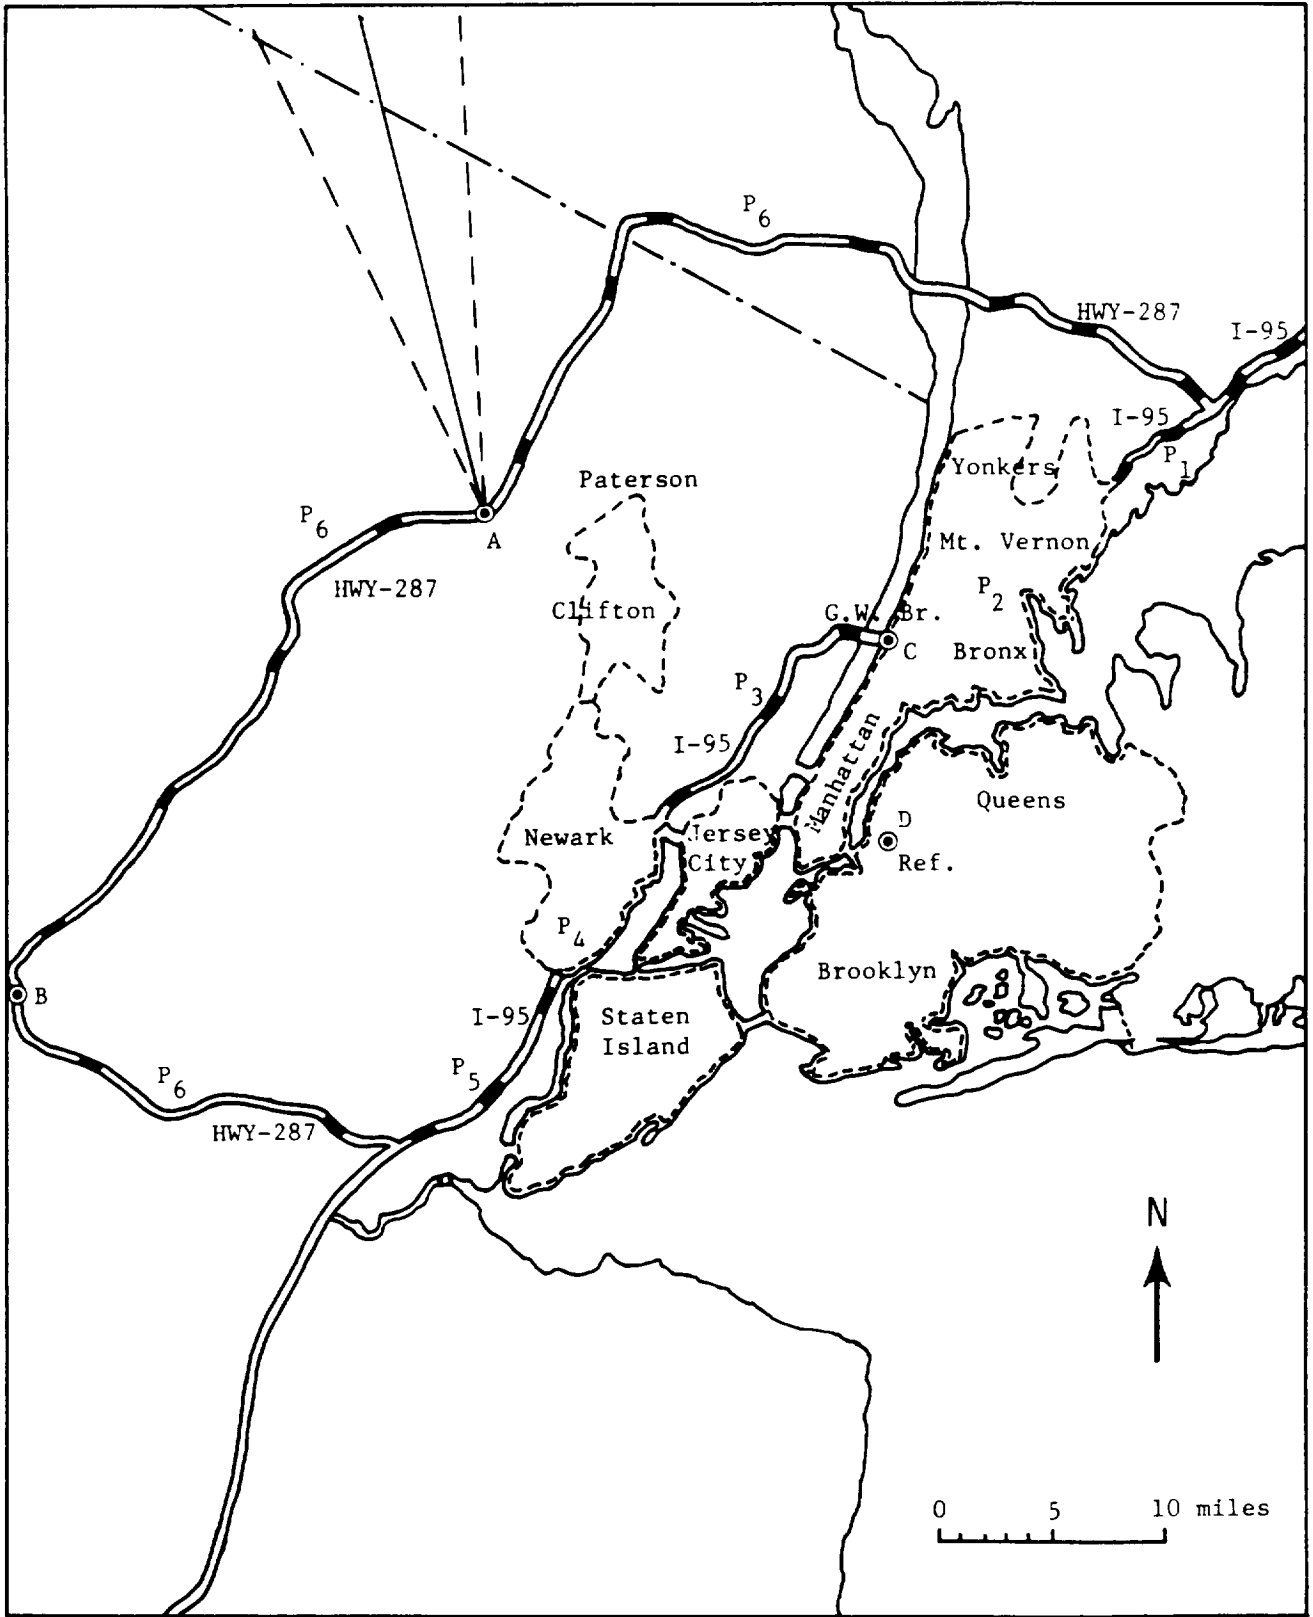 P6
HWY-287
I-95
I-95
P1
Yonkers
Paterson
P6
A
Mt. Vernon
HWY-287
P2
Clifton
G.W. Br.
C
Bronx
P3
I-95
Manhattan
Queens
D
Newark
Jersey
City
Ref.
P4
Brooklyn
B
I-95
Staten
Island
P5
P6
HWY-287
N
0 5 10 miles